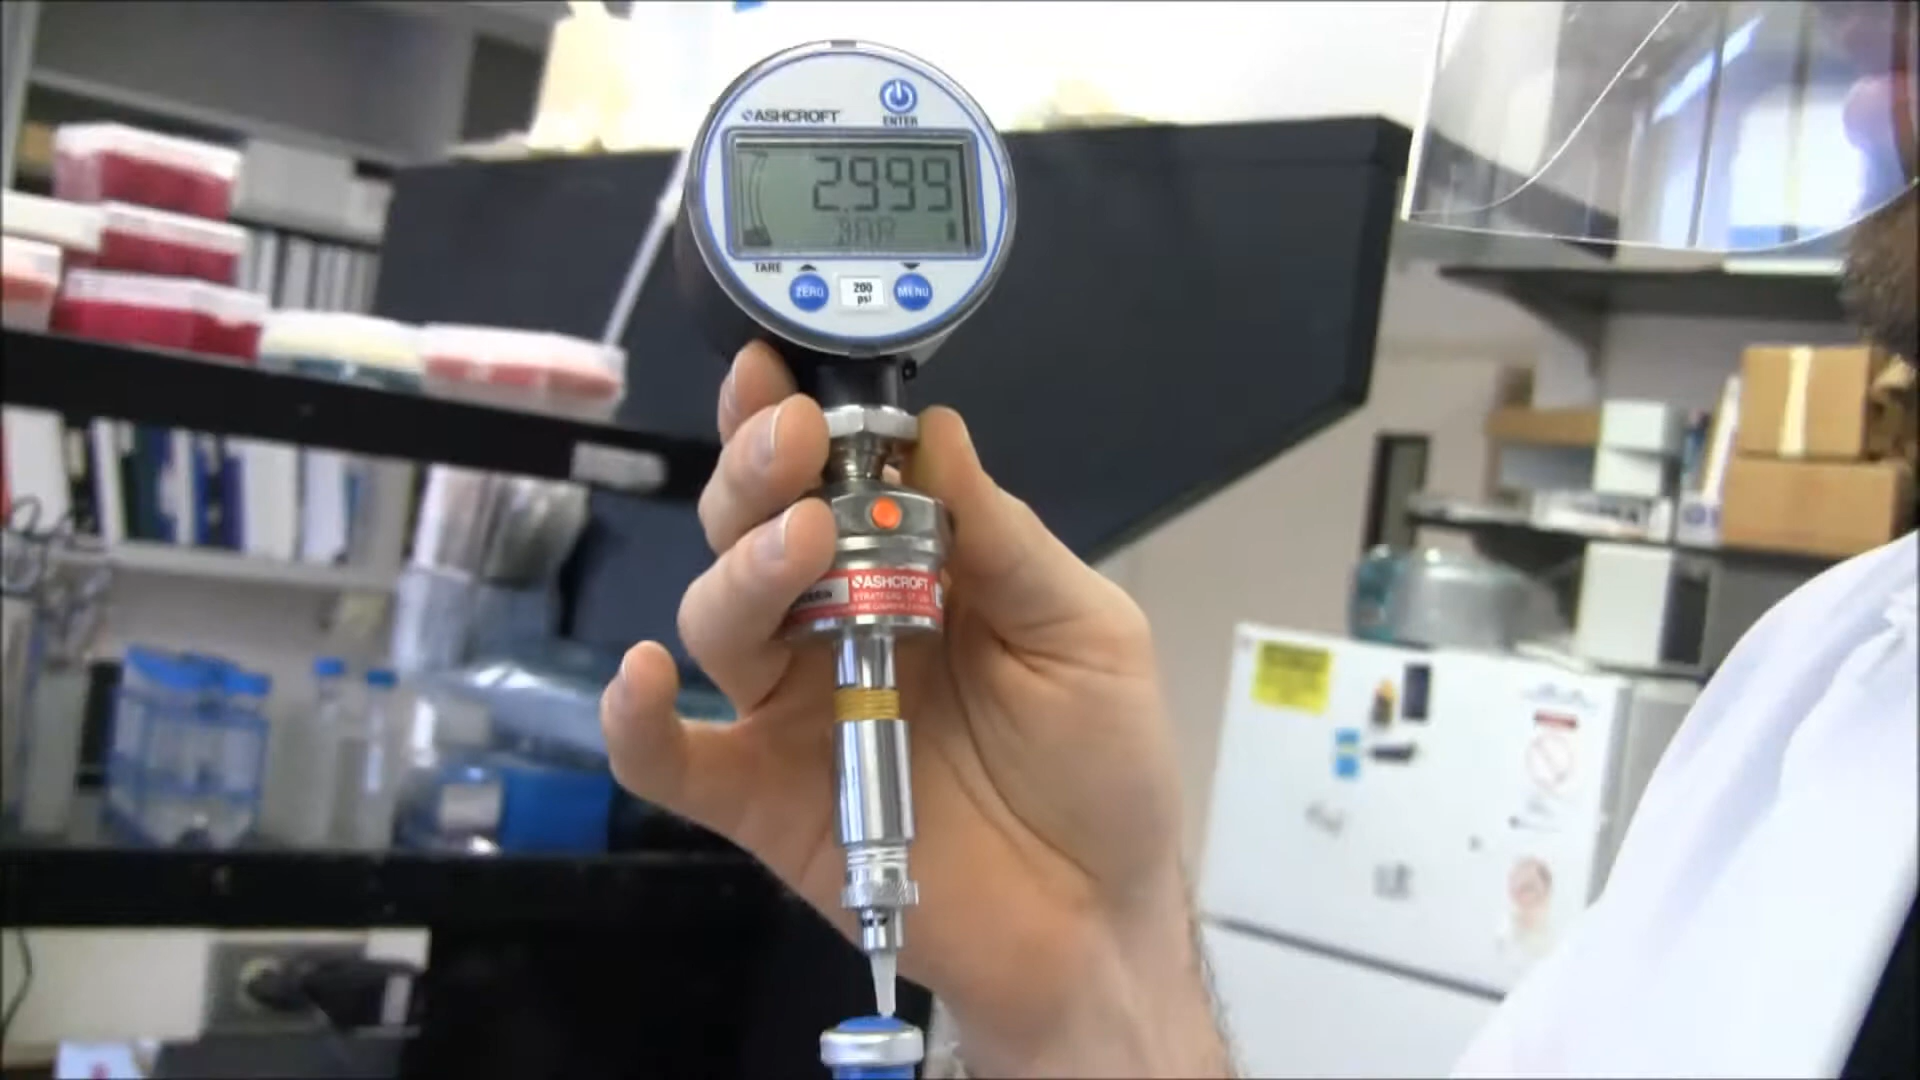 ASHCROFT
ENTER
2.999
BAR
TARE
ZERO
200
psi
MENU
ASHCROFT